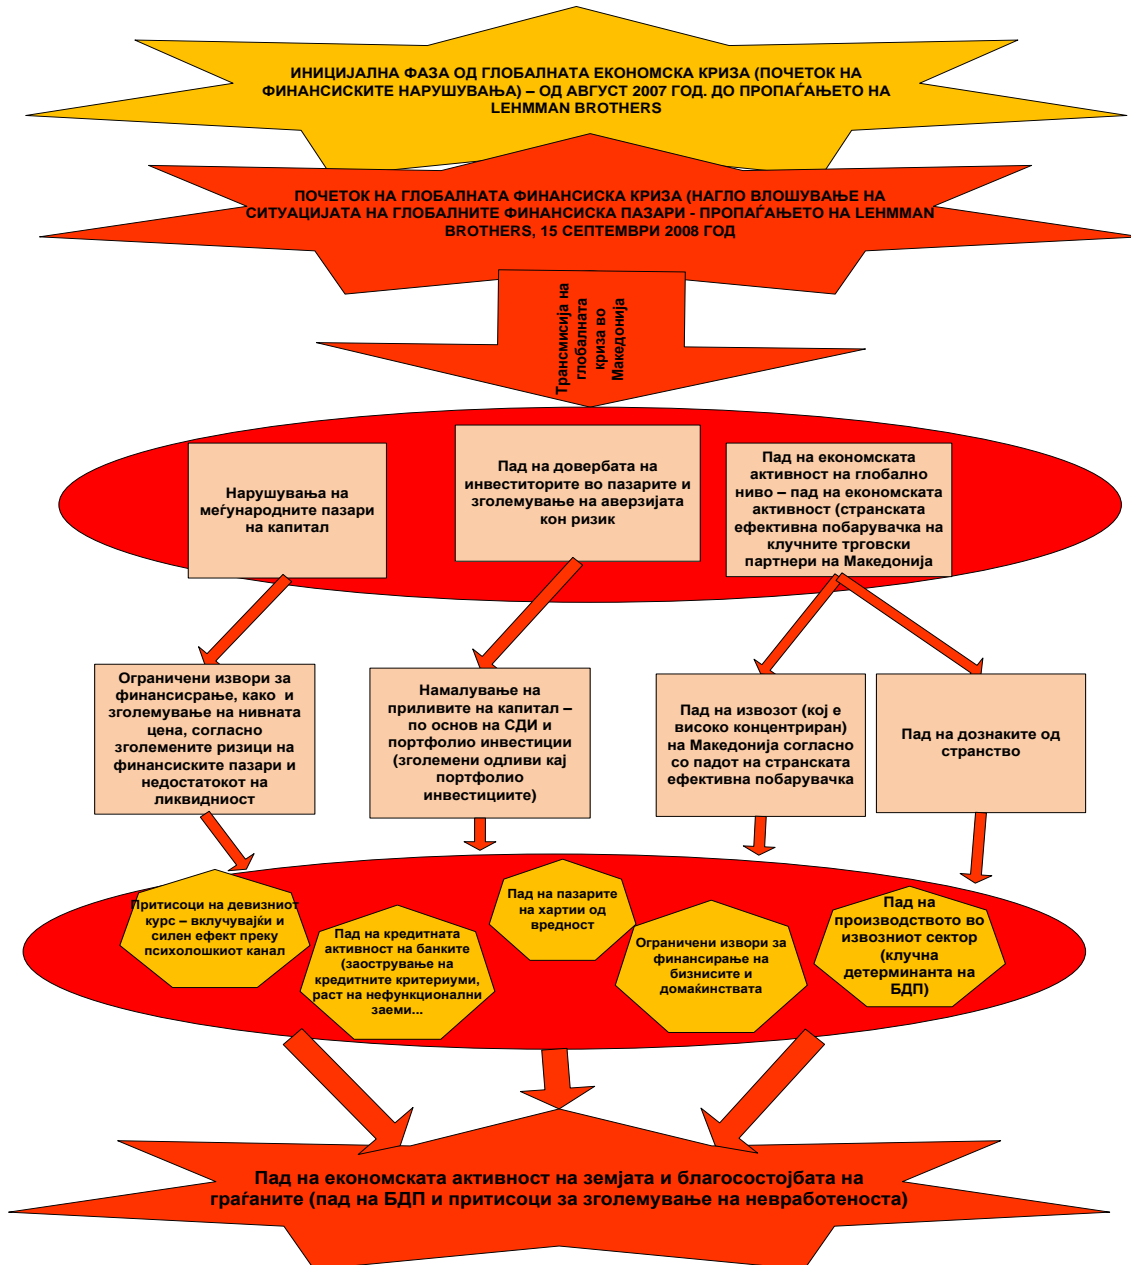 ИНИЦИЈАЛНА ФАЗА ОД ГЛОБАЛНАТА ЕКОНОМСКА КРИЗА (ПОЧЕТОК НА
ФИНАНСИСКИТЕ НАРУШУВАЊА) – ОД АВГУСТ 2007 ГОД. ДО ПРОПАЃАЊЕТО НА
LEHMMAN BROTHERS
ПОЧЕТОК НА ГЛОБАЛНАТА ФИНАНСИСКА КРИЗА (НАГЛО ВЛОШУВАЊЕ НА
СИТУАЦИЈАТА НА ГЛОБАЛНИТЕ ФИНАНСИСКА ПАЗАРИ - ПРОПАЃАЊЕТО НА LEHMMAN
BROTHERS, 15 СЕПТЕМВРИ 2008 ГОД
Трансмисија на
глобалната
криза во
Македонија
Нарушувања на
меѓународните пазари
на капитал
Пад на довербата на
инвеститорите во пазарите и
зголемување на аверзијата
кон ризик
Пад на економската
активност на глобално
ниво – пад на економската
активност (странската
ефективна побарувачка на
клучните трговски
партнери на Македонија
Ограничени извори за
финансисрање, како и
зголемување на нивната
цена, согласно
зголемените ризици на
финансиските пазари и
недостатокот на
ликвидниост
Намалување на
приливите на капитал –
по основ на СДИ и
портфолио инвестиции
(зголемени одливи кај
портфолио
инвестициите)
Пад на извозот (кој е
високо концентриран)
на Македонија согласно
со падот на странската
ефективна побарувачка
Пад на дознаките од
странство
Притисоци на девизниот
курс – вклучувајќи и
силен ефект преку
психолошкиот канал
Пад на кредитната
активност на банките
(заострување на
кредитните критериуми,
раст на нефункционални
заеми...
Пад на пазарите
на хартии од
вредност
Ограничени извори за
финансирање на
бизнисите и
домаќинствата
Пад на
производството во
извозниот сектор
(клучна
детерминанта на
БДП)
Пад на економската активност на земјата и благосостојбата на
граѓаните (пад на БДП и притисоци за зголемување на невработеноста)